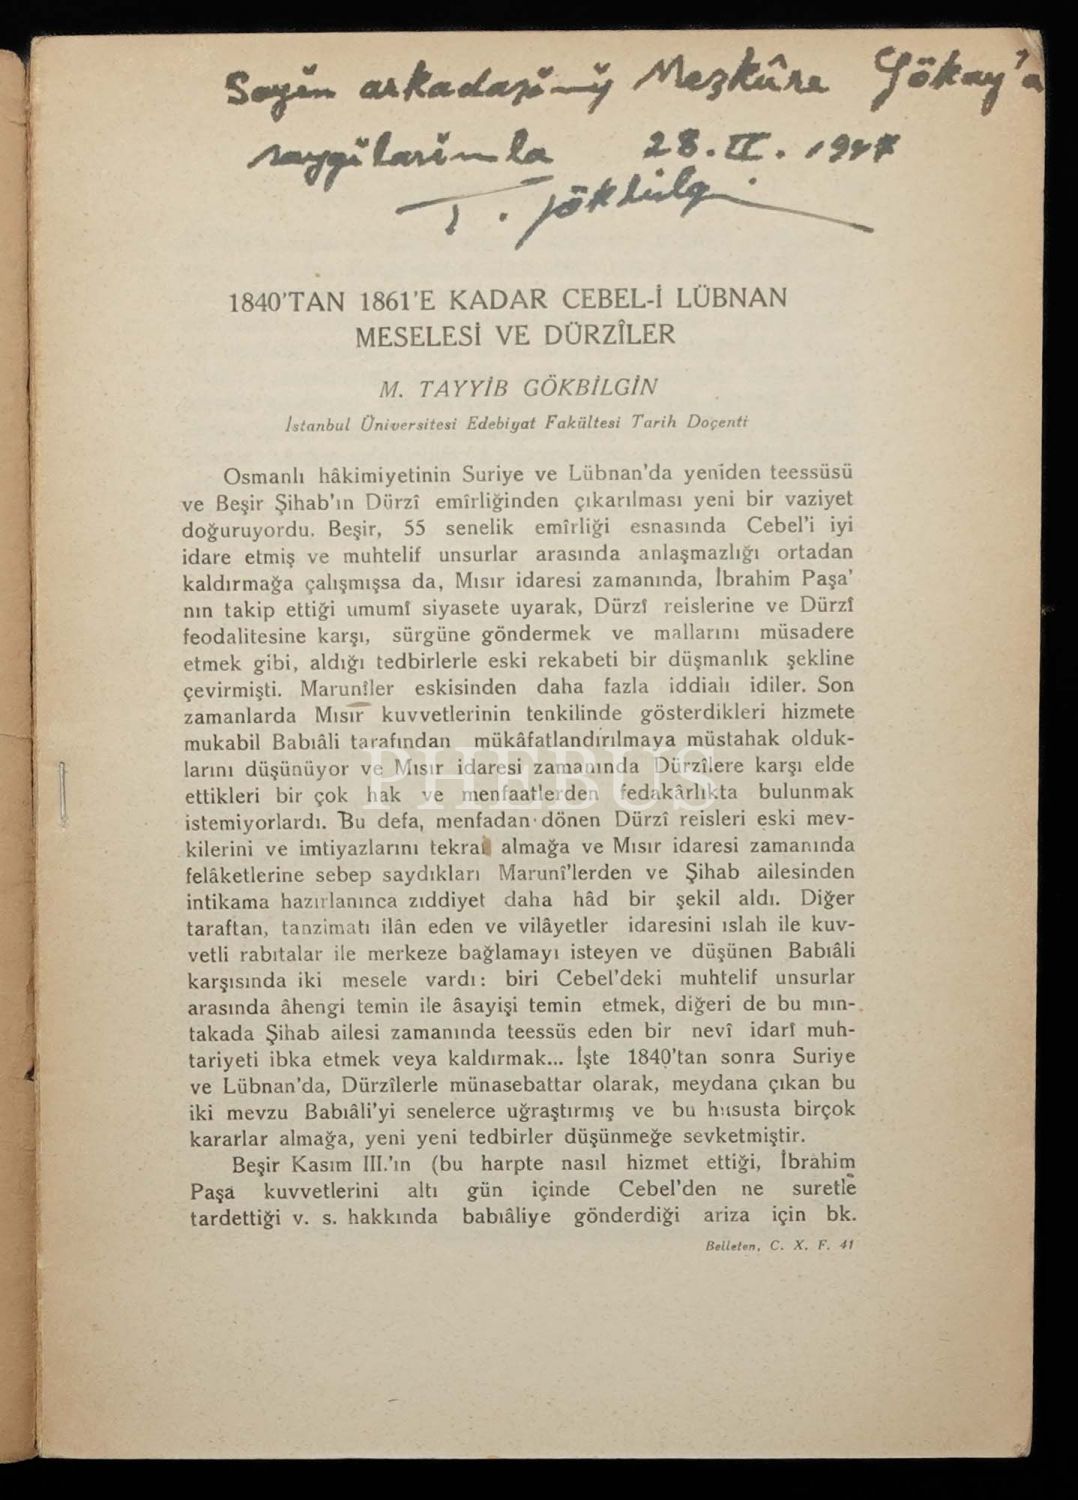 Sayın arkadaşımız Mezkûre Gökay'a
saygılarımla 28. II. 1947
T. Gökbilgin
1840'TAN 1861'E KADAR CEBEL-İ LÜBNAN
MESELESİ VE DÜRZÎLER
M. TAYYİB GÖKBİLGİN
İstanbul Üniversitesi Edebiyat Fakültesi Tarih Doçenti
Osmanlı hâkimiyetinin Suriye ve Lübnan'da yeniden teessüsü
ve Beşir Şihab'ın Dürzî emîrliğinden çıkarılması yeni bir vaziyet
doğuruyordu. Beşir, 55 senelik emîrliği esnasında Cebel'i iyi
idare etmiş ve muhtelif unsurlar arasında anlaşmazlığı ortadan
kaldırmağa çalışmışsa da, Mısır idaresi zamanında, İbrahim Paşa'
nın takip ettiği umumî siyasete uyarak, Dürzî reislerine ve Dürzî
feodalitesine karşı, sürgüne göndermek ve mallarını müsadere
etmek gibi, aldığı tedbirlerle eski rekabeti bir düşmanlık şekline
çevirmişti. Marunîler eskisinden daha fazla iddialı idiler. Son
zamanlarda Mısır kuvvetlerinin tenkilinde gösterdikleri hizmete
mukabil Babıâli tarafından mükâfatlandırılmaya müstahak olduk-
larını düşünüyor ve Mısır idaresi zamanında Dürzîlere karşı elde
ettikleri bir çok hak ve menfaatlerden fedakârlıkta bulunmak
istemiyorlardı. Bu defa, menfadan dönen Dürzî reisleri eski mev-
kilerini ve imtiyazlarını tekrar almağa ve Mısır idaresi zamanında
felâketlerine sebep saydıkları Marunî'lerden ve Şihab ailesinden
intikama hazırlanınca zıddiyet daha hâd bir şekil aldı. Diğer
taraftan, tanzimatı ilân eden ve vilâyetler idaresini ıslah ile kuv-
vetli rabıtalar ile merkeze bağlamayı isteyen ve düşünen Babıâli
karşısında iki mesele vardı: biri Cebel'deki muhtelif unsurlar
arasında âhengi temin ile âsayişi temin etmek, diğeri de bu mın-
takada Şihab ailesi zamanında teessüs eden bir nevî idarî muh-
tariyeti ibka etmek veya kaldırmak... İşte 1840'tan sonra Suriye
ve Lübnan'da, Dürzîlerle münasebattar olarak, meydana çıkan bu
iki mevzu Babıâli'yi senelerce uğraştırmış ve bu hususta birçok
kararlar almağa, yeni yeni tedbirler düşünmeğe sevketmiştir.
Beşir Kasım III.'ın (bu harpte nasıl hizmet ettiği, İbrahim
Paşa kuvvetlerini altı gün içinde Cebel'den ne suretle
tardettiği v. s. hakkında babıâliye gönderdiği ariza için bk.
Belleten, C. X. F. 41
PHEBUS